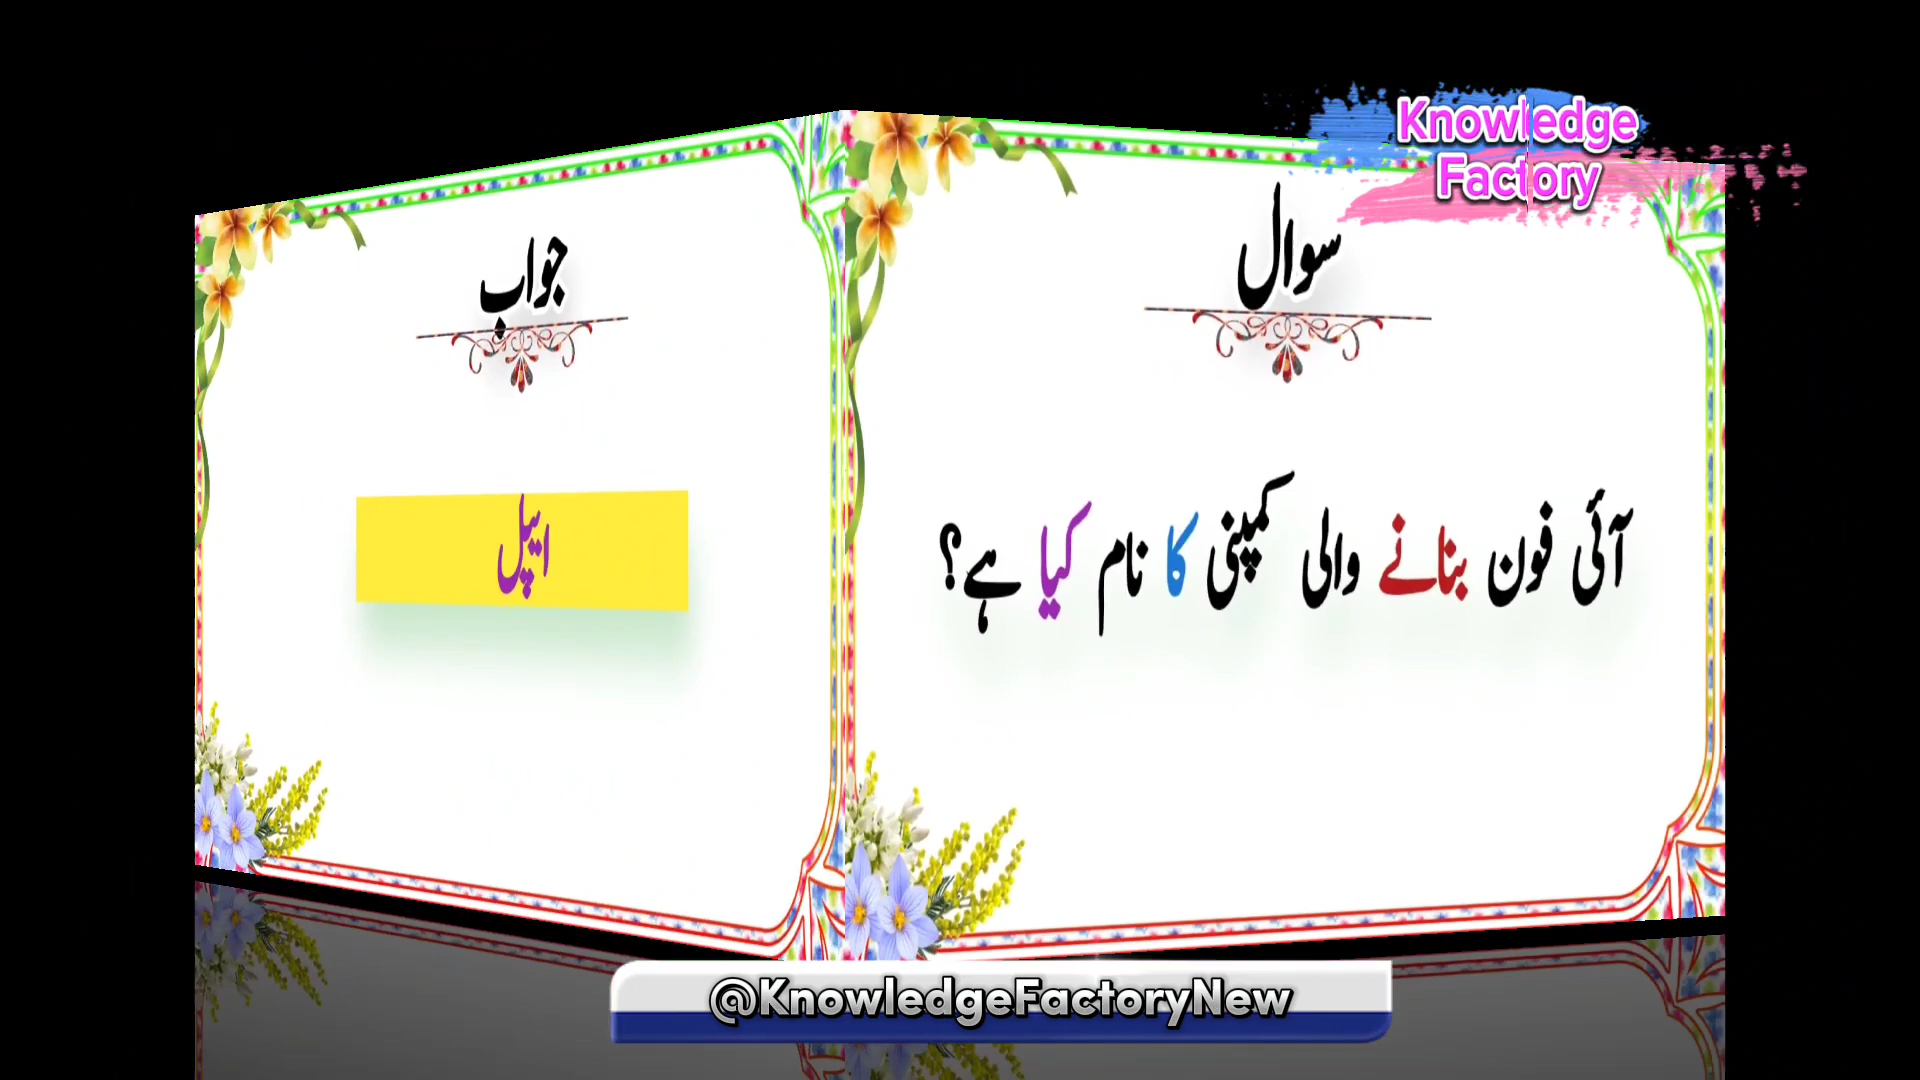 Knowledge
Factory
سوال
آئی فون بنانے والی کمپنی کا نام کیا ہے؟
جواب
ایپل
@KnowledgeFactoryNew